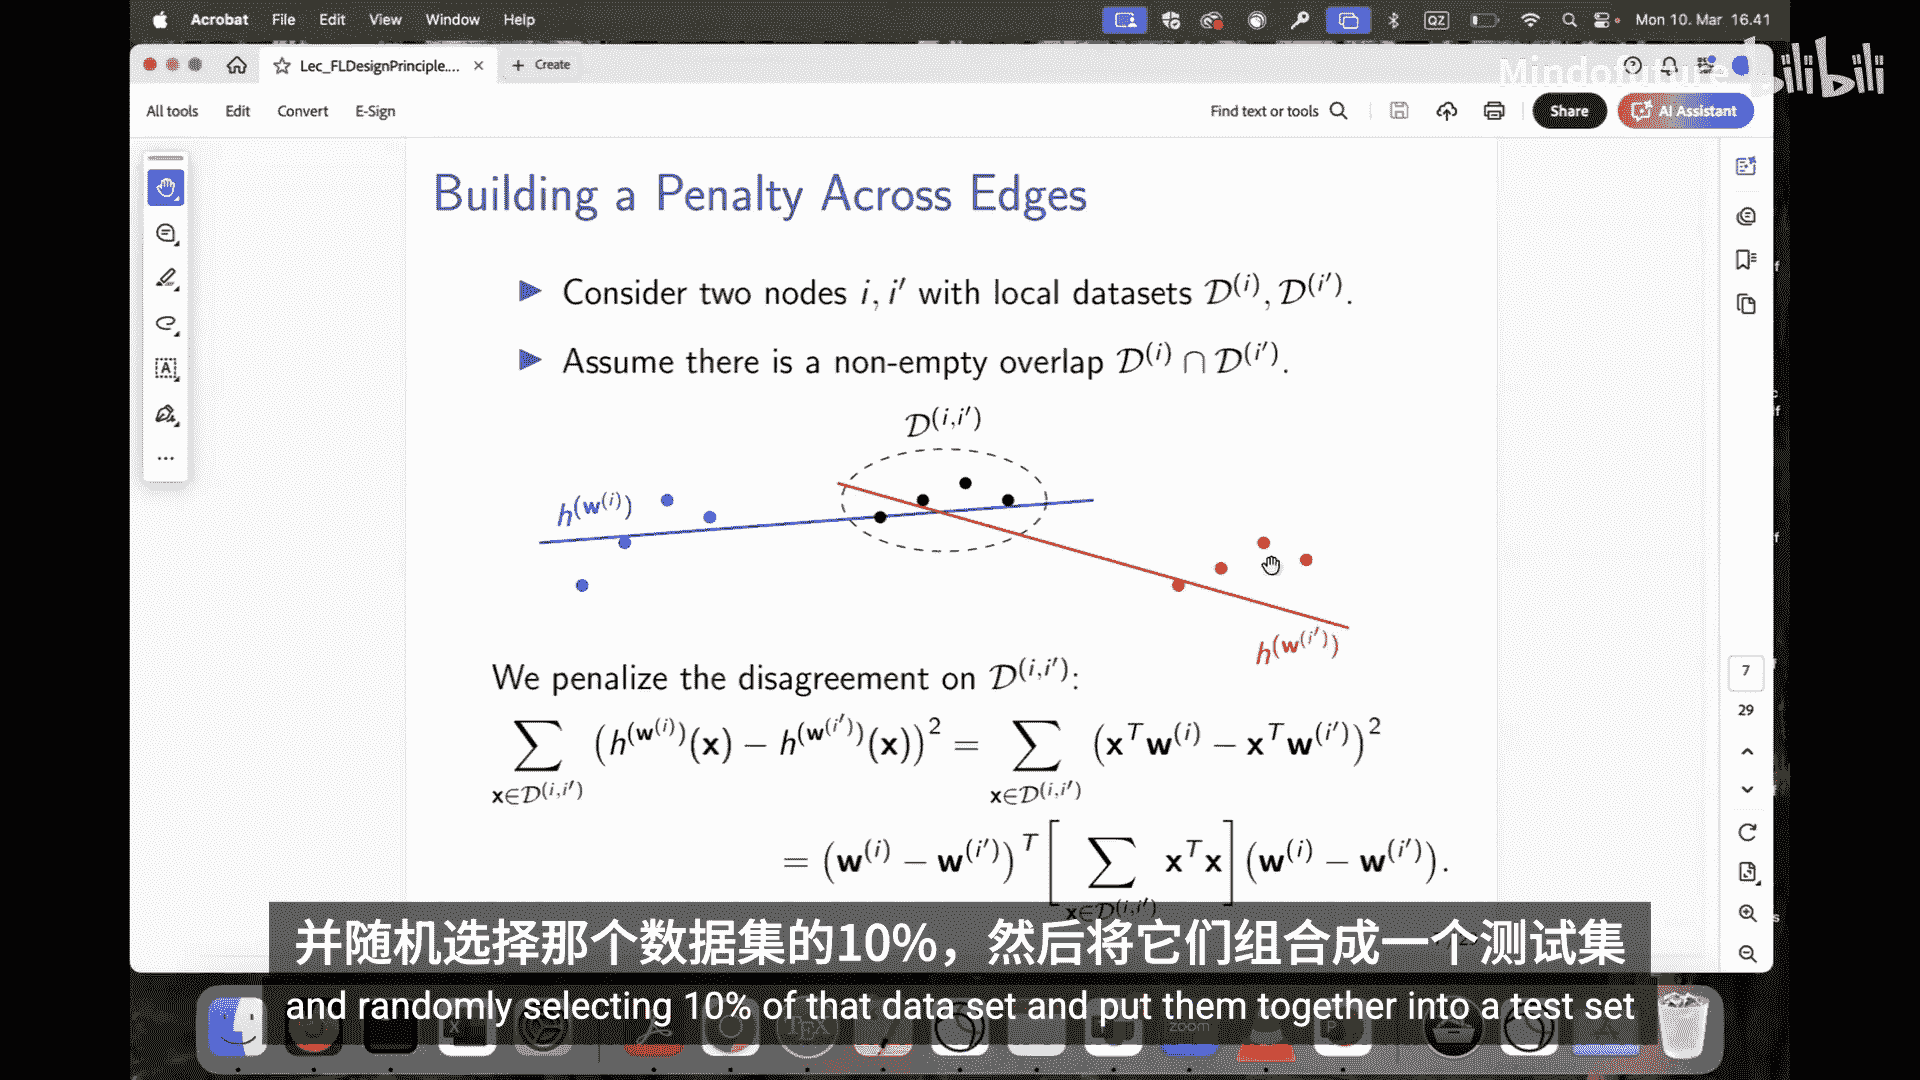 Acrobat File Edit View Window Help
QZ Mon 10. Mar 16.41
Lec_FLDesignPrinciple.... Create
Mindofuture bilibili
All tools Edit Convert E-Sign
Find text or tools Share AI Assistant
Building a Penalty Across Edges
Consider two nodes i, i′ with local datasets 𝒟^(i), 𝒟^(i′).
Assume there is a non-empty overlap 𝒟^(i) ∩ 𝒟^(i′).
𝒟^(i,i′)
h^(w^(i))
h^(w^(i′))
We penalize the disagreement on 𝒟^(i,i′):
∑_{x∈𝒟^(i,i′)} (h^(w^(i))(x) − h^(w^(i′))(x))² = ∑_{x∈𝒟^(i,i′)} (x^T w^(i) − x^T w^(i′))²
= (w^(i) − w^(i′))^T [∑_{x∈𝒟^(i,i′)} x^T x] (w^(i) − w^(i′)).
7
29
并随机选择那个数据集的10%，然后将它们组合成一个测试集
and randomly selecting 10% of that data set and put them together into a test set